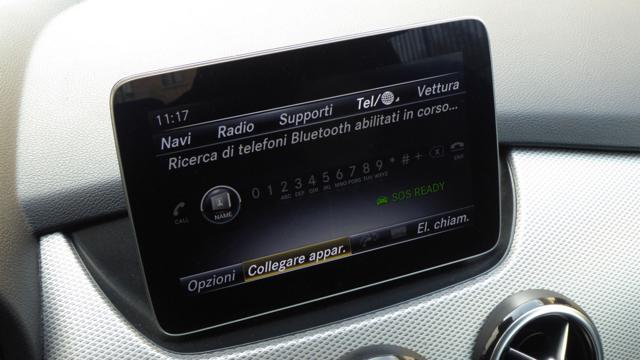 11:17
Navi Radio Supporti Tel/ Vettura
Ricerca di telefoni Bluetooth abilitati in corso...
0 1 2 3 4 5 6 7 8 9 * # +
ABC DEF GHI JKL MNO PQRS TUV WXYZ
CALL NAME END
SOS READY
Opzioni Collegare appar. El. chiam.